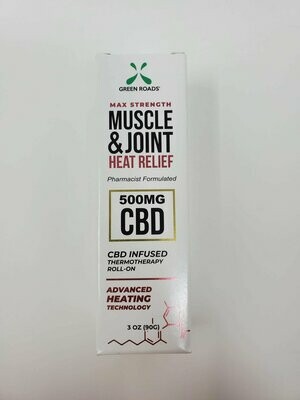 GREEN ROADS®
MAX STRENGTH
MUSCLE
& JOINT
HEAT RELIEF
Pharmacist Formulated
500MG
CBD
CBD INFUSED
THERMOTHERAPY
ROLL-ON
ADVANCED
HEATING
TECHNOLOGY
3 OZ (90G)